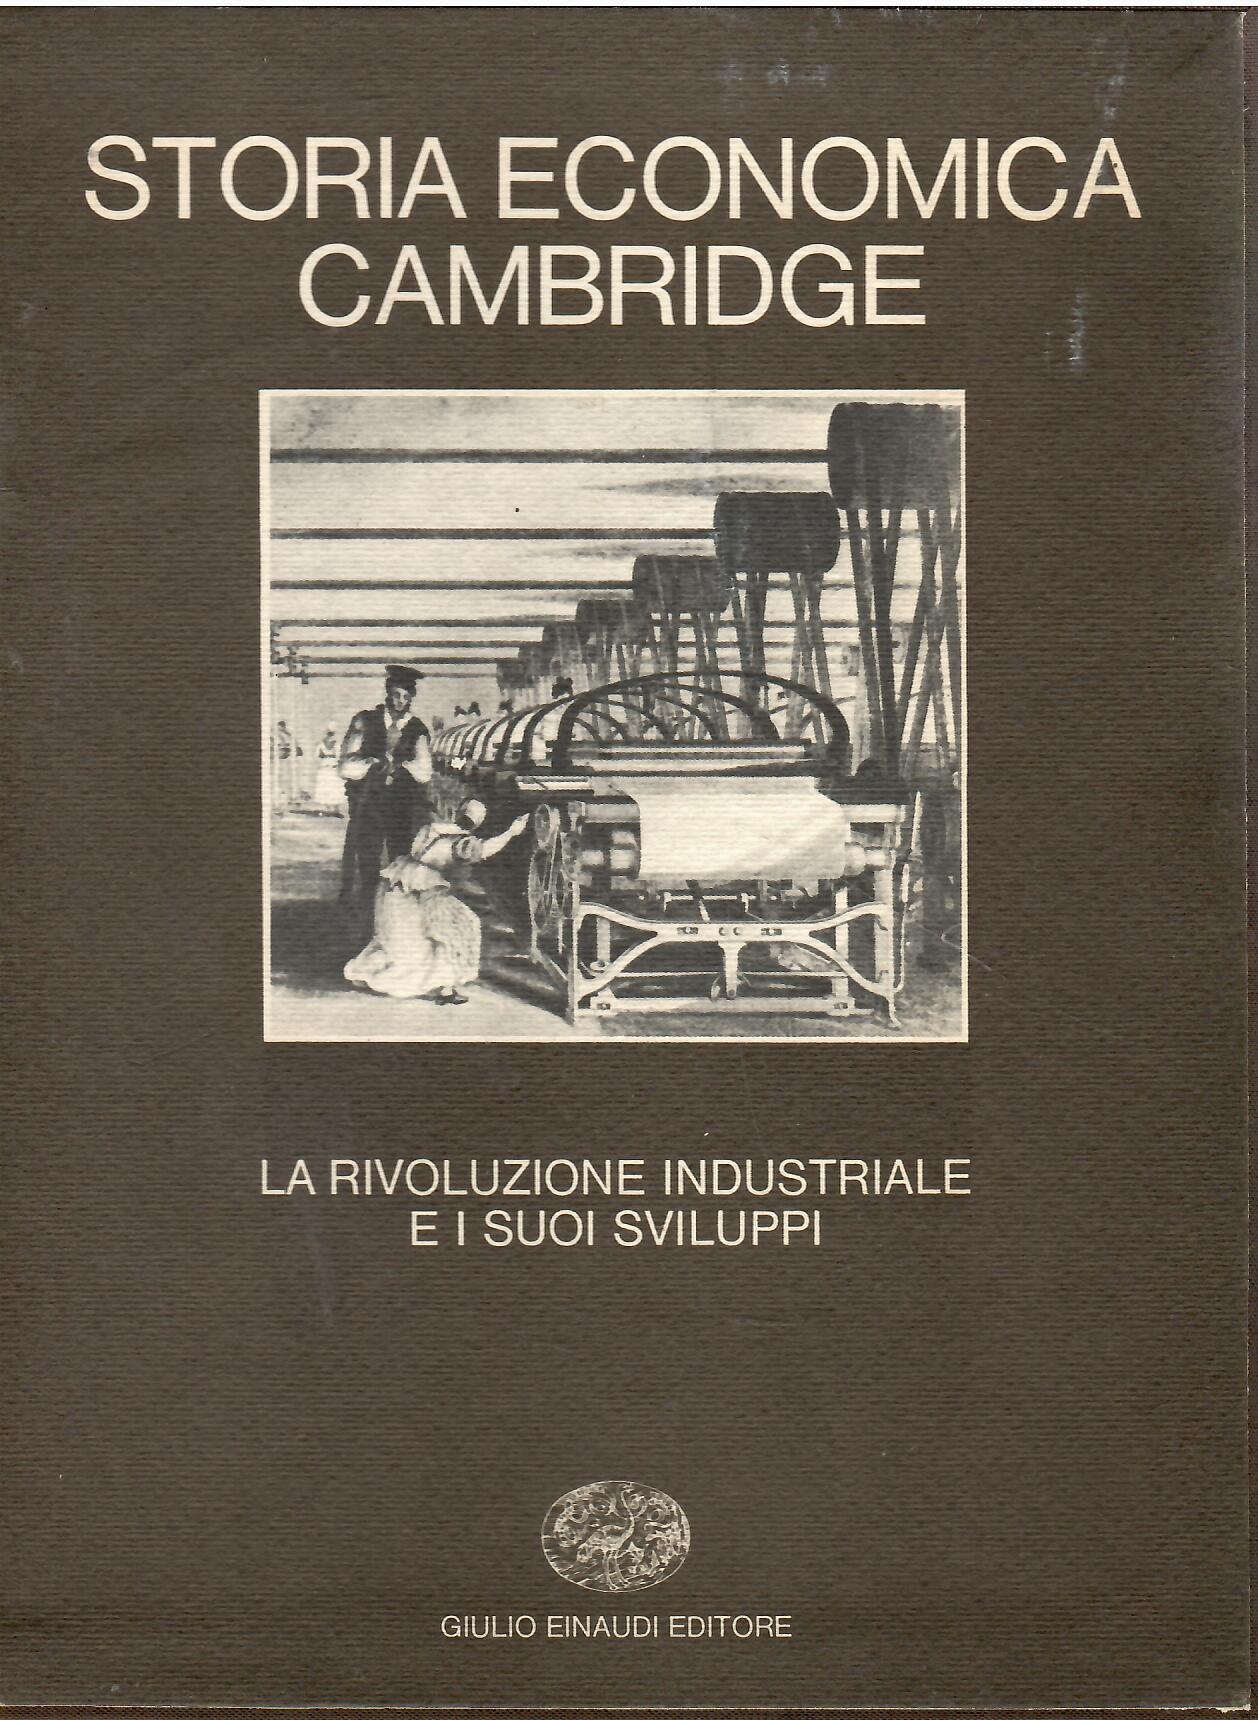 STORIA ECONOMICA
CAMBRIDGE
LA RIVOLUZIONE INDUSTRIALE
E I SUOI SVILUPPI
GIULIO EINAUDI EDITORE